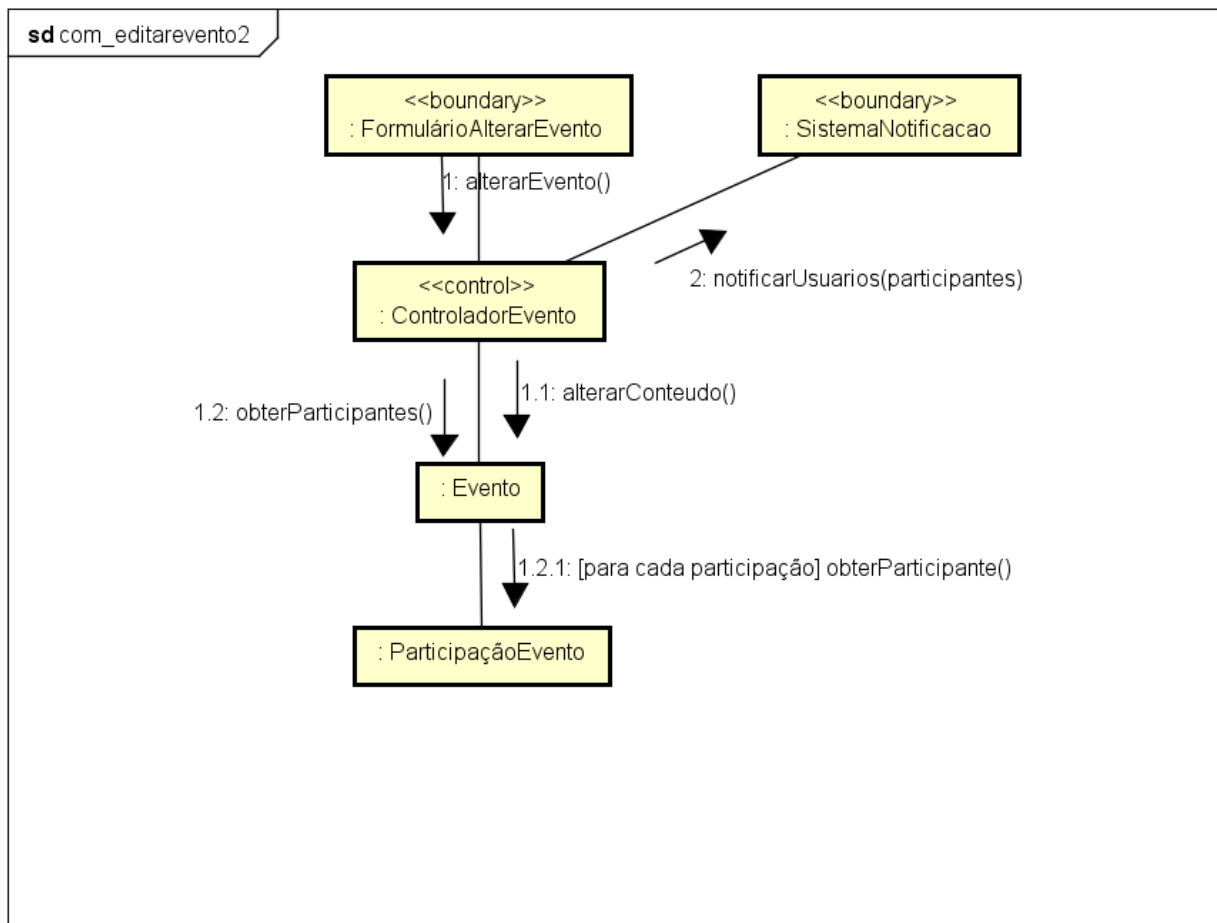 sd com_editarevento2
<<boundary>>
: FormulárioAlterarEvento
<<boundary>>
: SistemaNotificacao
1: alterarEvento()
2: notificarUsuarios(participantes)
<<control>>
: ControladorEvento
1.1: alterarConteudo()
1.2: obterParticipantes()
: Evento
1.2.1: [para cada participação] obterParticipante()
: ParticipaçãoEvento